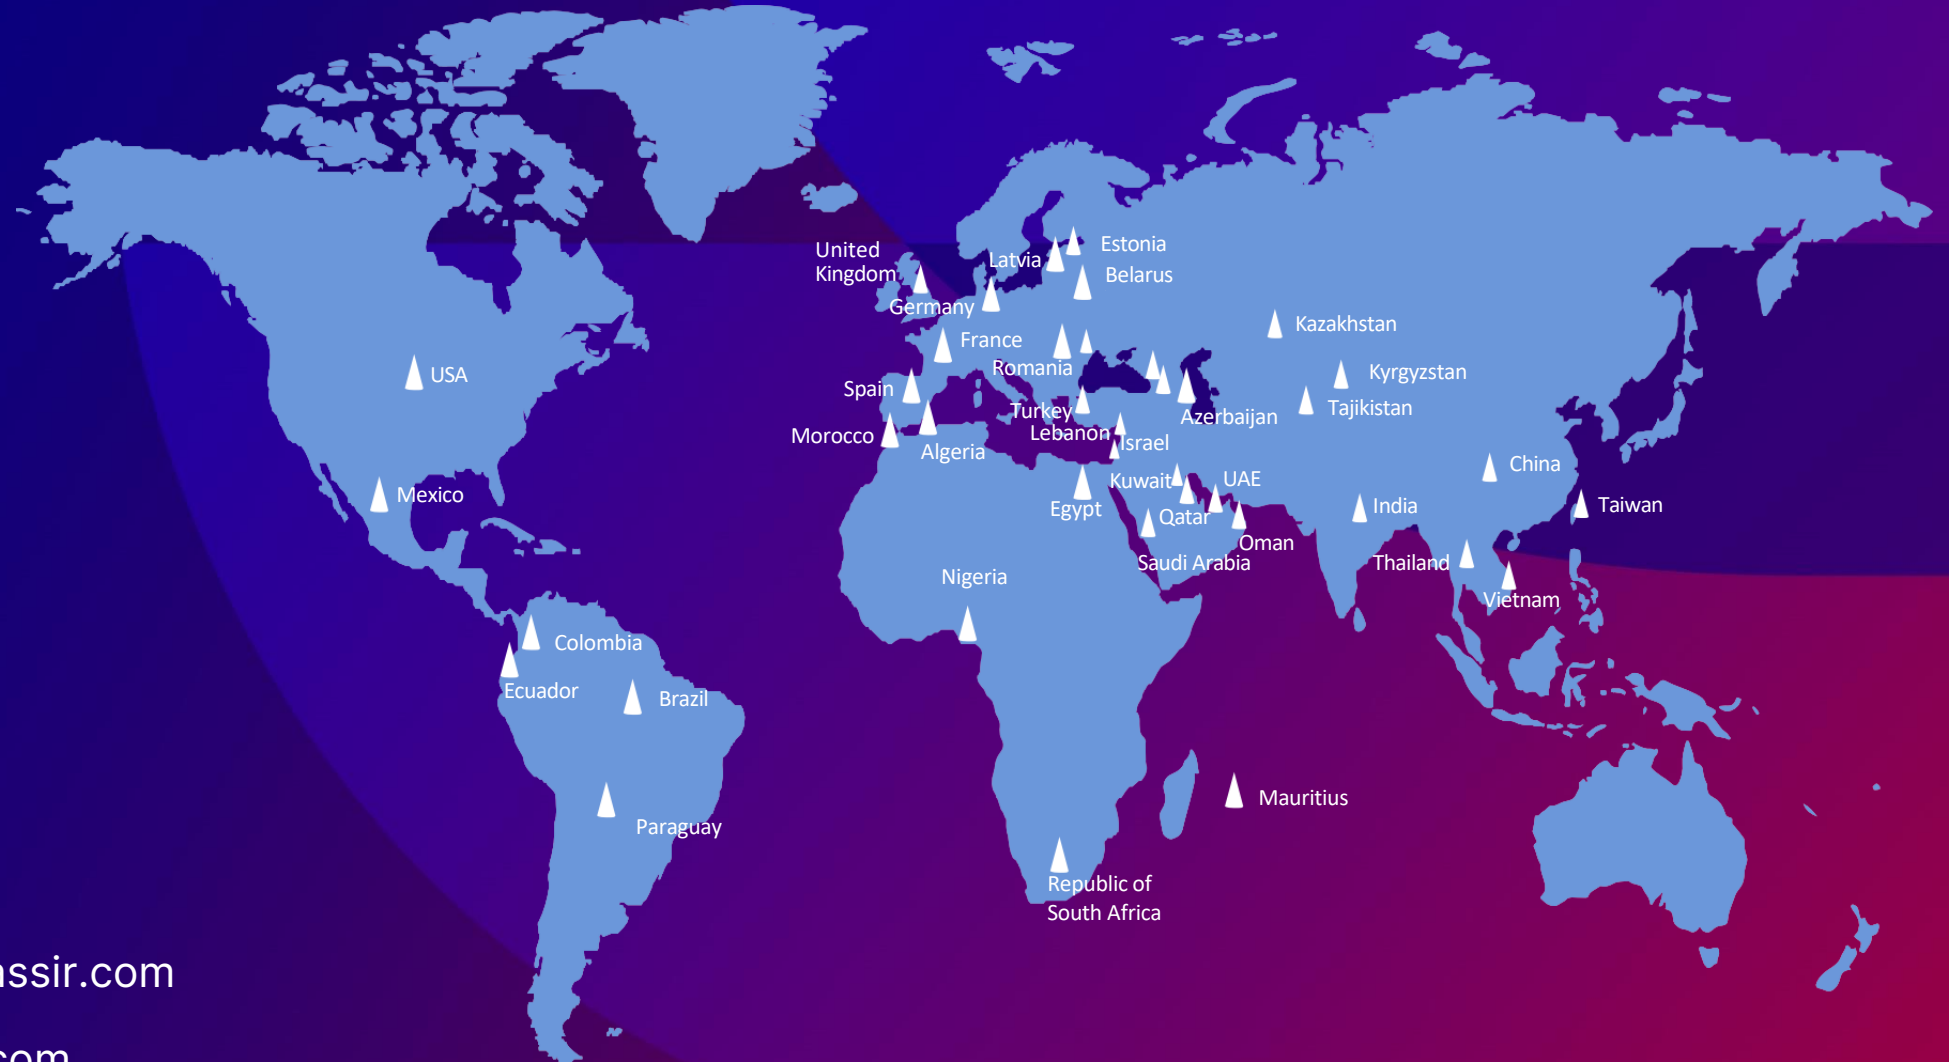 United
Kingdom
Latvia
Estonia
Belarus
Germany
France
Romania
Kazakhstan
Kyrgyzstan
Tajikistan
USA
Spain
Turkey
Azerbaijan
Morocco
Algeria
Lebanon
Israel
China
Mexico
Kuwait
UAE
Egypt
Qatar
India
Taiwan
Oman
Saudi Arabia
Thailand
Nigeria
Vietnam
Colombia
Ecuador
Brazil
Mauritius
Paraguay
Republic of
South Africa
ssir.com
com